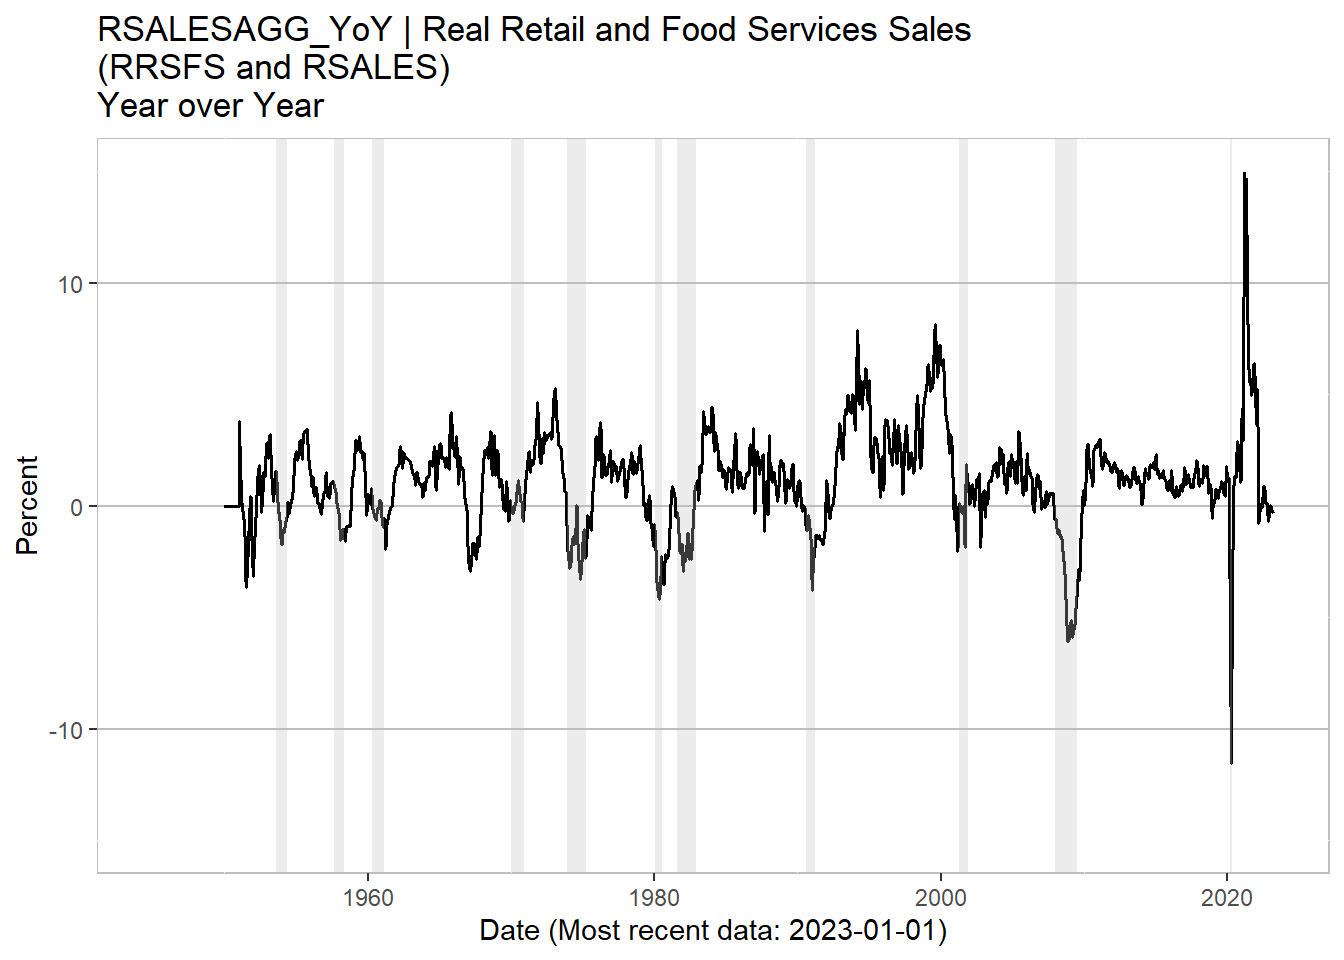 RSALESAGG_YoY | Real Retail and Food Services Sales
(RRSFS and RSALES)
Year over Year
Percent
10
0
-10
1960
1980
2000
2020
Date (Most recent data: 2023-01-01)